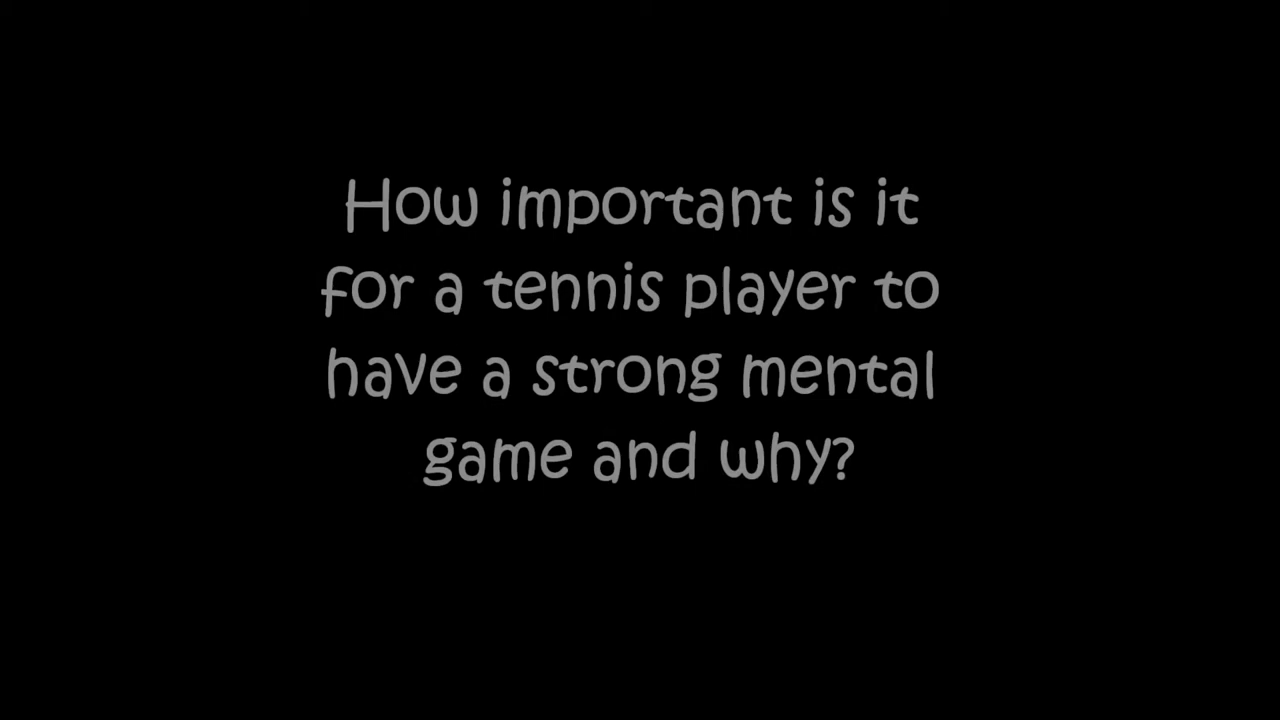 How important is it
for a tennis player to
have a strong mental
game and why?